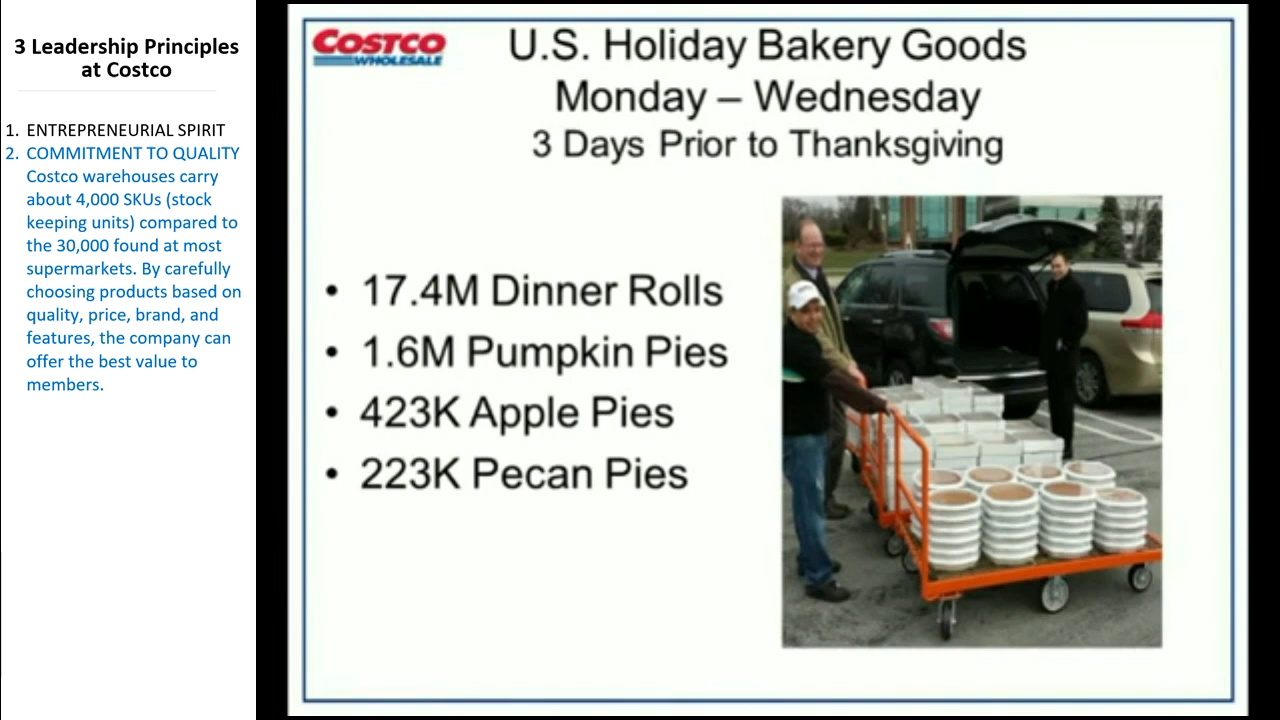 3 Leadership Principles
at Costco
1. ENTREPRENEURIAL SPIRIT
2. COMMITMENT TO QUALITY
Costco warehouses carry
about 4,000 SKUs (stock
keeping units) compared to
the 30,000 found at most
supermarkets. By carefully
choosing products based on
quality, price, brand, and
features, the company can
offer the best value to
members.
COSTCO
WHOLESALE
U.S. Holiday Bakery Goods
Monday – Wednesday
3 Days Prior to Thanksgiving
• 17.4M Dinner Rolls
• 1.6M Pumpkin Pies
• 423K Apple Pies
• 223K Pecan Pies